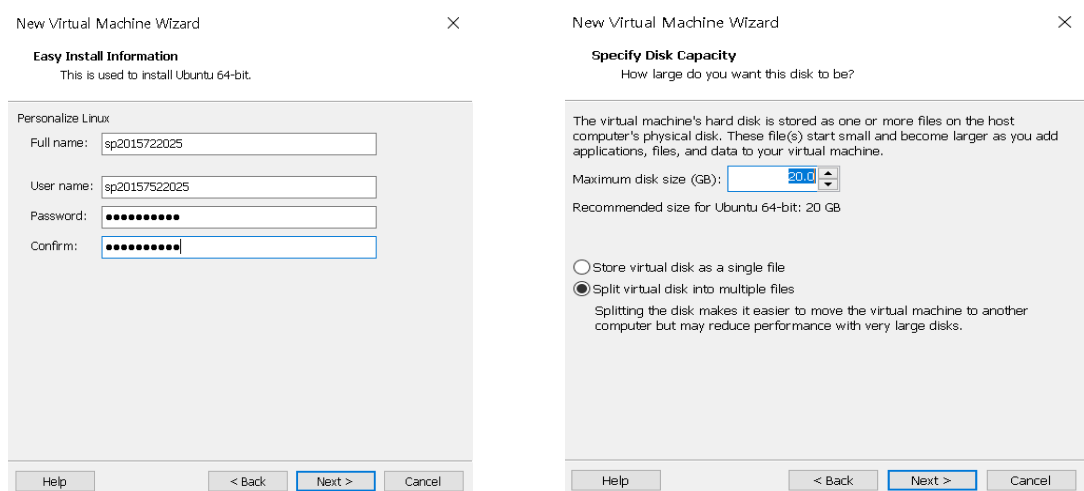 New Virtual Machine Wizard
Easy Install Information
This is used to install Ubuntu 64-bit.
Personalize Linux
Full name: sp2015722025
User name: sp20157522025
Password: ●●●●●●●●●●
Confirm: ●●●●●●●●●●
Help < Back Next > Cancel
New Virtual Machine Wizard
Specify Disk Capacity
How large do you want this disk to be?
The virtual machine's hard disk is stored as one or more files on the host
computer's physical disk. These file(s) start small and become larger as you add
applications, files, and data to your virtual machine.
Maximum disk size (GB): 20.0
Recommended size for Ubuntu 64-bit: 20 GB
Store virtual disk as a single file
Split virtual disk into multiple files
Splitting the disk makes it easier to move the virtual machine to another
computer but may reduce performance with very large disks.
Help < Back Next > Cancel